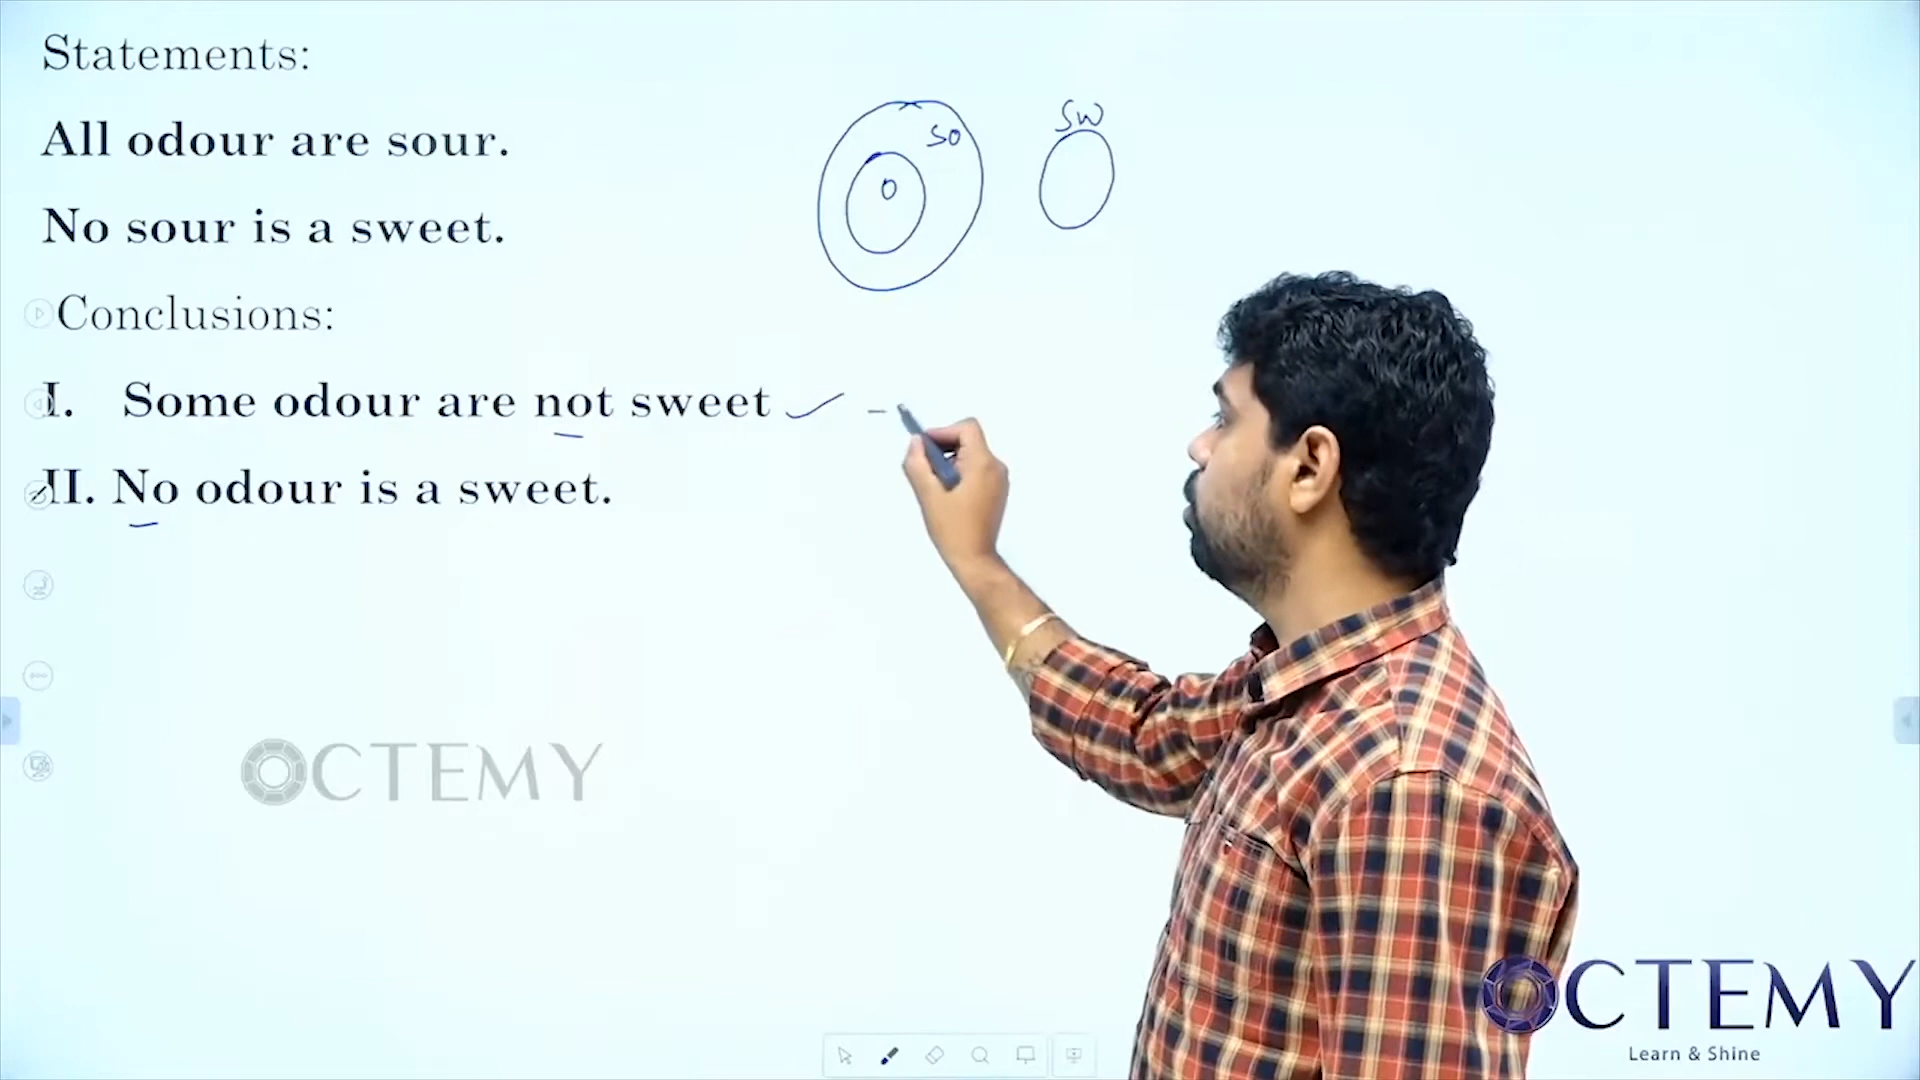 Statements:
All odour are sour.
No sour is a sweet.
Conclusions:
I. Some odour are not sweet
II. No odour is a sweet.
SO
O
SW
OCTEMY
OCTEMY
Learn & Shine